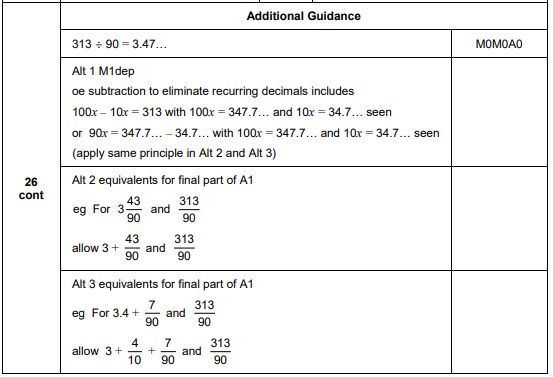 Additional Guidance
313 ÷ 90 = 3.47... M0M0A0
Alt 1 M1dep
oe subtraction to eliminate recurring decimals includes
100x – 10x = 313 with 100x = 347.7... and 10x = 34.7... seen
or 90x = 347.7... – 34.7... with 100x = 347.7... and 10x = 34.7... seen
(apply same principle in Alt 2 and Alt 3)
26
cont
Alt 2 equivalents for final part of A1
eg For 3 43/90 and 313/90
allow 3 + 43/90 and 313/90
Alt 3 equivalents for final part of A1
eg For 3.4 + 7/90 and 313/90
allow 3 + 4/10 + 7/90 and 313/90